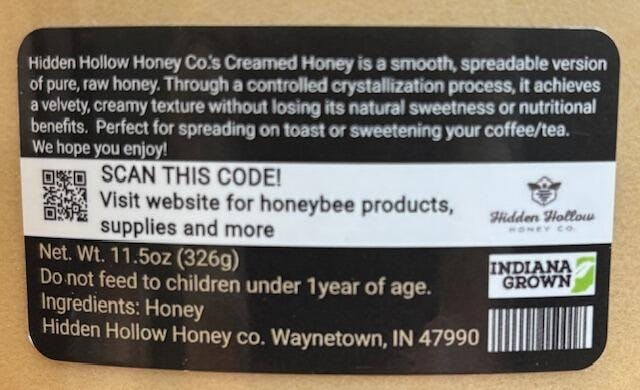 Hidden Hollow Honey Co.'s Creamed Honey is a smooth, spreadable version
of pure, raw honey. Through a controlled crystallization process, it achieves
a velvety, creamy texture without losing its natural sweetness or nutritional
benefits. Perfect for spreading on toast or sweetening your coffee/tea.
We hope you enjoy!
SCAN THIS CODE!
Visit website for honeybee products,
supplies and more
Hidden Hollow
HONEY CO.
Net. Wt. 11.5oz (326g)
Do not feed to children under 1year of age.
Ingredients: Honey
Hidden Hollow Honey co. Waynetown, IN 47990
INDIANA
GROWN